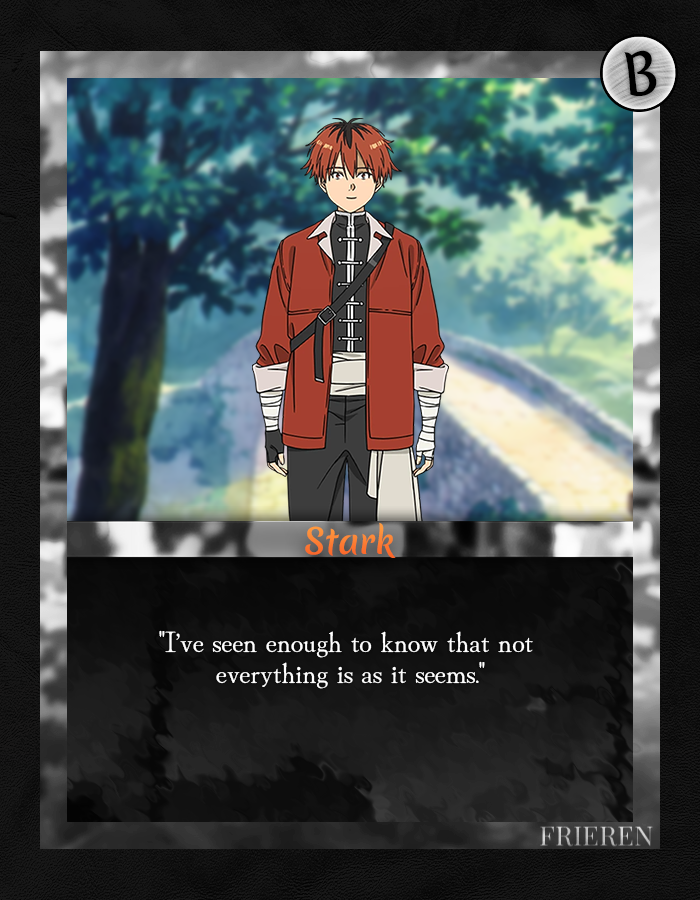 B
Stark
"I've seen enough to know that not
everything is as it seems."
FRIEREN